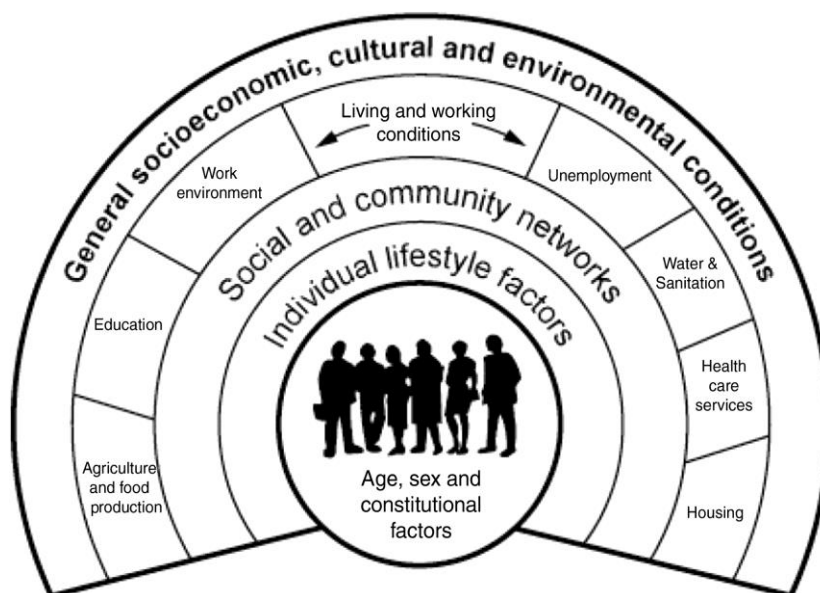 General socioeconomic, cultural and environmental conditions
Living and working
conditions
Work
environment
Unemployment
Social and community networks
Water &
Sanitation
Individual lifestyle factors
Education
Health
care
services
Agriculture
and food
production
Housing
Age, sex and
constitutional
factors